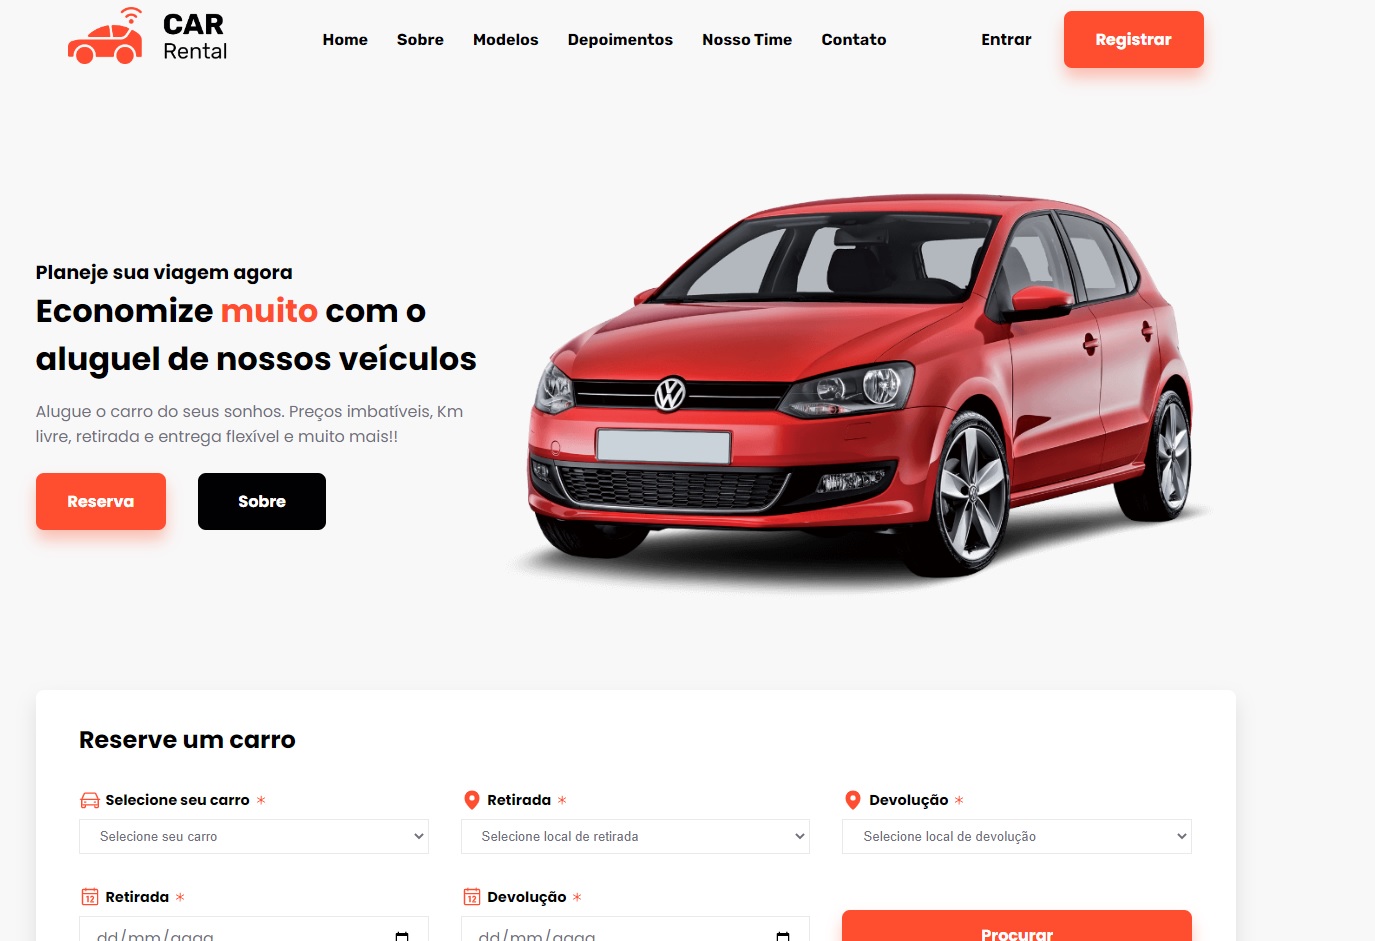 CAR
Rental
Home Sobre Modelos Depoimentos Nosso Time Contato Entrar Registrar
Planeje sua viagem agora
Economize muito com o
aluguel de nossos veículos
Alugue o carro do seus sonhos. Preços imbatíveis, Km
livre, retirada e entrega flexível e muito mais!!
Reserva Sobre
Reserve um carro
Selecione seu carro * Retirada * Devolução *
Selecione seu carro Selecione local de retirada Selecione local de devolução
12 Retirada * 12 Devolução *
dd/mm/aaaa dd/mm/aaaa Procurar